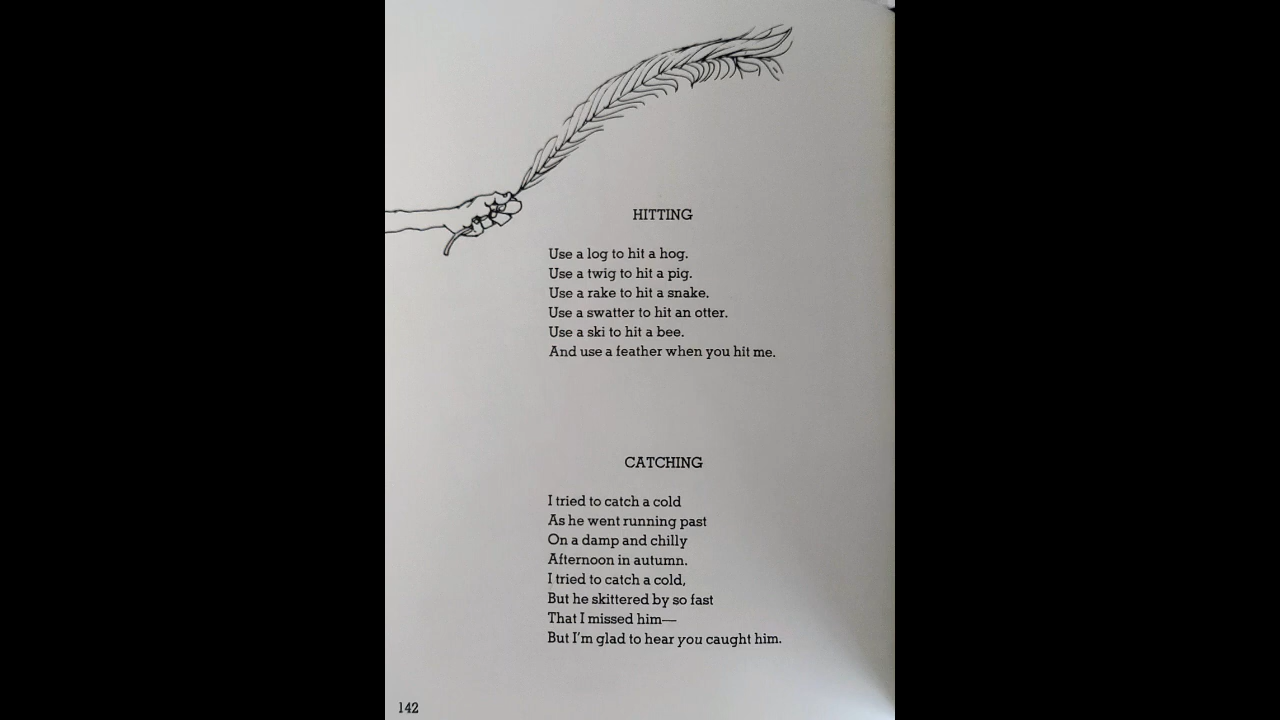 HITTING
Use a log to hit a hog.
Use a twig to hit a pig.
Use a rake to hit a snake.
Use a swatter to hit an otter.
Use a ski to hit a bee.
And use a feather when you hit me.
CATCHING
I tried to catch a cold
As he went running past
On a damp and chilly
Afternoon in autumn.
I tried to catch a cold,
But he skittered by so fast
That I missed him—
But I'm glad to hear you caught him.
142